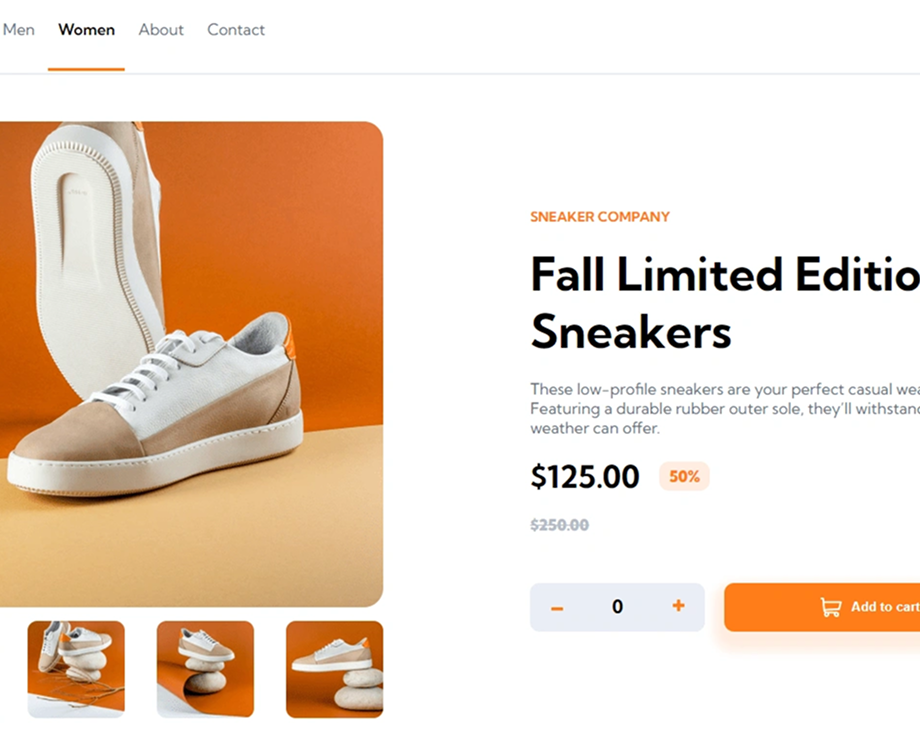 Men Women About Contact
SNEAKER COMPANY
Fall Limited Editio
Sneakers
These low-profile sneakers are your perfect casual wea
Featuring a durable rubber outer sole, they'll withstand
weather can offer.
$125.00 50%
$250.00
– 0 + Add to cart